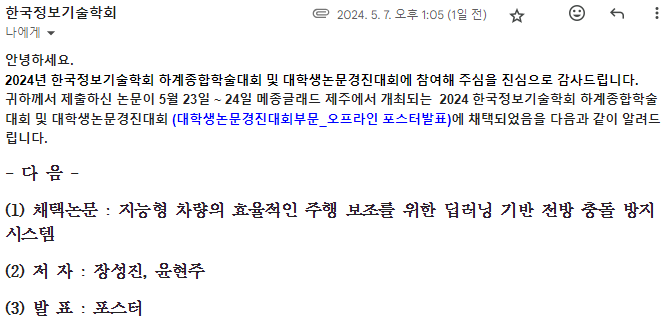 한국정보기술학회
2024. 5. 7. 오후 1:05 (1일 전)
나에게
안녕하세요.
2024년 한국정보기술학회 하계종합학술대회 및 대학생논문경진대회에 참여해 주심을 진심으로 감사드립니다.
귀하께서 제출하신 논문이 5월 23일 ~ 24일 메종글래드 제주에서 개최되는 2024 한국정보기술학회 하계종합학술
대회 및 대학생논문경진대회 (대학생논문경진대회부문_오프라인 포스터발표)에 채택되었음을 다음과 같이 알려드
립니다.
- 다 음 -
(1) 채택논문 : 지능형 차량의 효율적인 주행 보조를 위한 딥러닝 기반 전방 충돌 방지
시스템
(2) 저 자 : 장성진, 윤현주
(3) 발 표 : 포스터